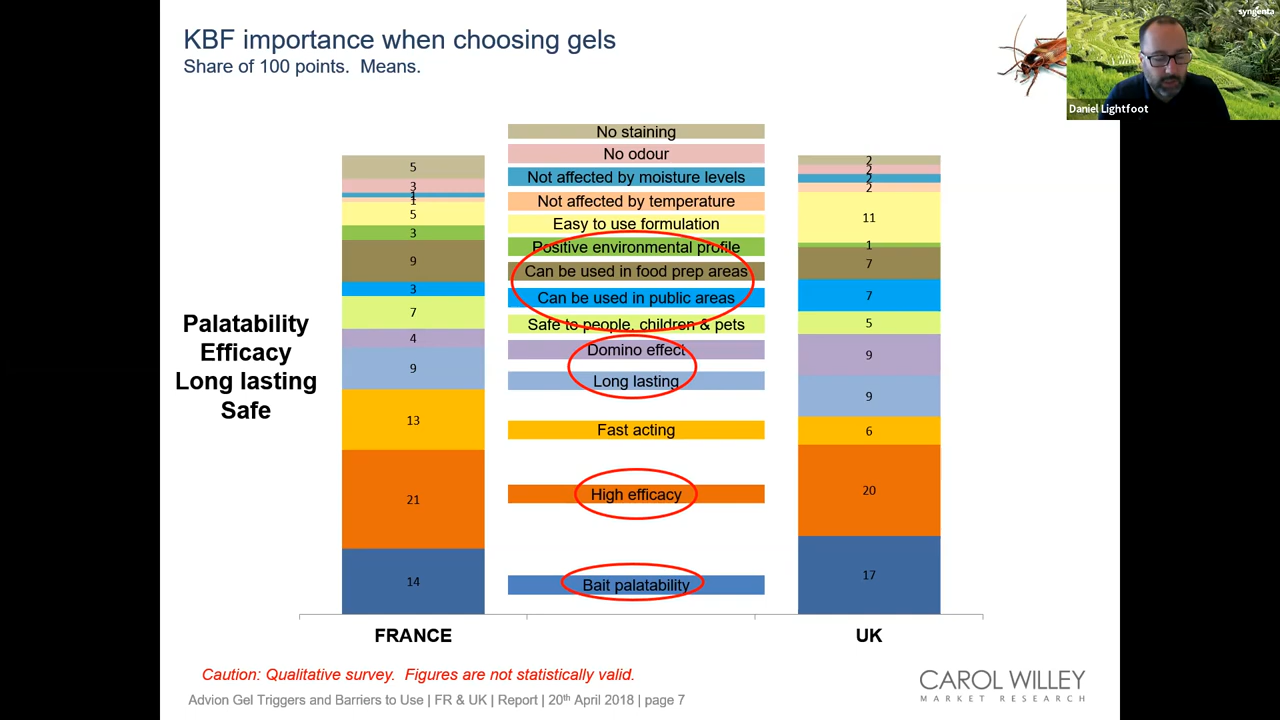 KBF importance when choosing gels
Share of 100 points. Means.
syngenta
Daniel Lightfoot
No staining
No odour
Not affected by moisture levels
Not affected by temperature
Easy to use formulation
Positive environmental profile
Can be used in food prep areas
Can be used in public areas
Safe to people, children & pets
Domino effect
Long lasting
Fast acting
High efficacy
Bait palatability
5
3
1
1
5
3
9
3
7
4
9
13
21
14
2
2
2
2
11
1
7
7
5
9
9
6
20
17
Palatability
Efficacy
Long lasting
Safe
FRANCE
UK
Caution: Qualitative survey. Figures are not statistically valid.
Advion Gel Triggers and Barriers to Use | FR & UK | Report | 20th April 2018 | page 7
CAROL WILLEY
MARKET RESEARCH